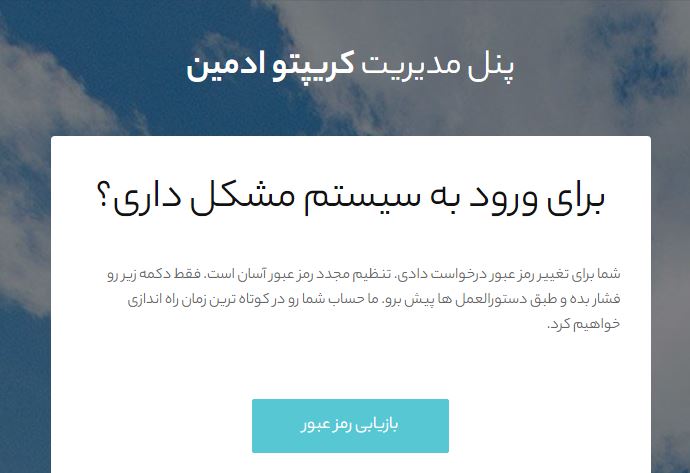 پنل مدیریت کریپتو ادمین
برای ورود به سیستم مشکل داری؟
شما برای تغییر رمز عبور درخواست دادی. تنظیم مجدد رمز عبور آسان است. فقط دکمه زیر رو
فشار بده و طبق دستورالعمل ها پیش برو. ما حساب شما رو در کوتاه ترین زمان راه اندازی
خواهیم کرد.
بازیابی رمز عبور